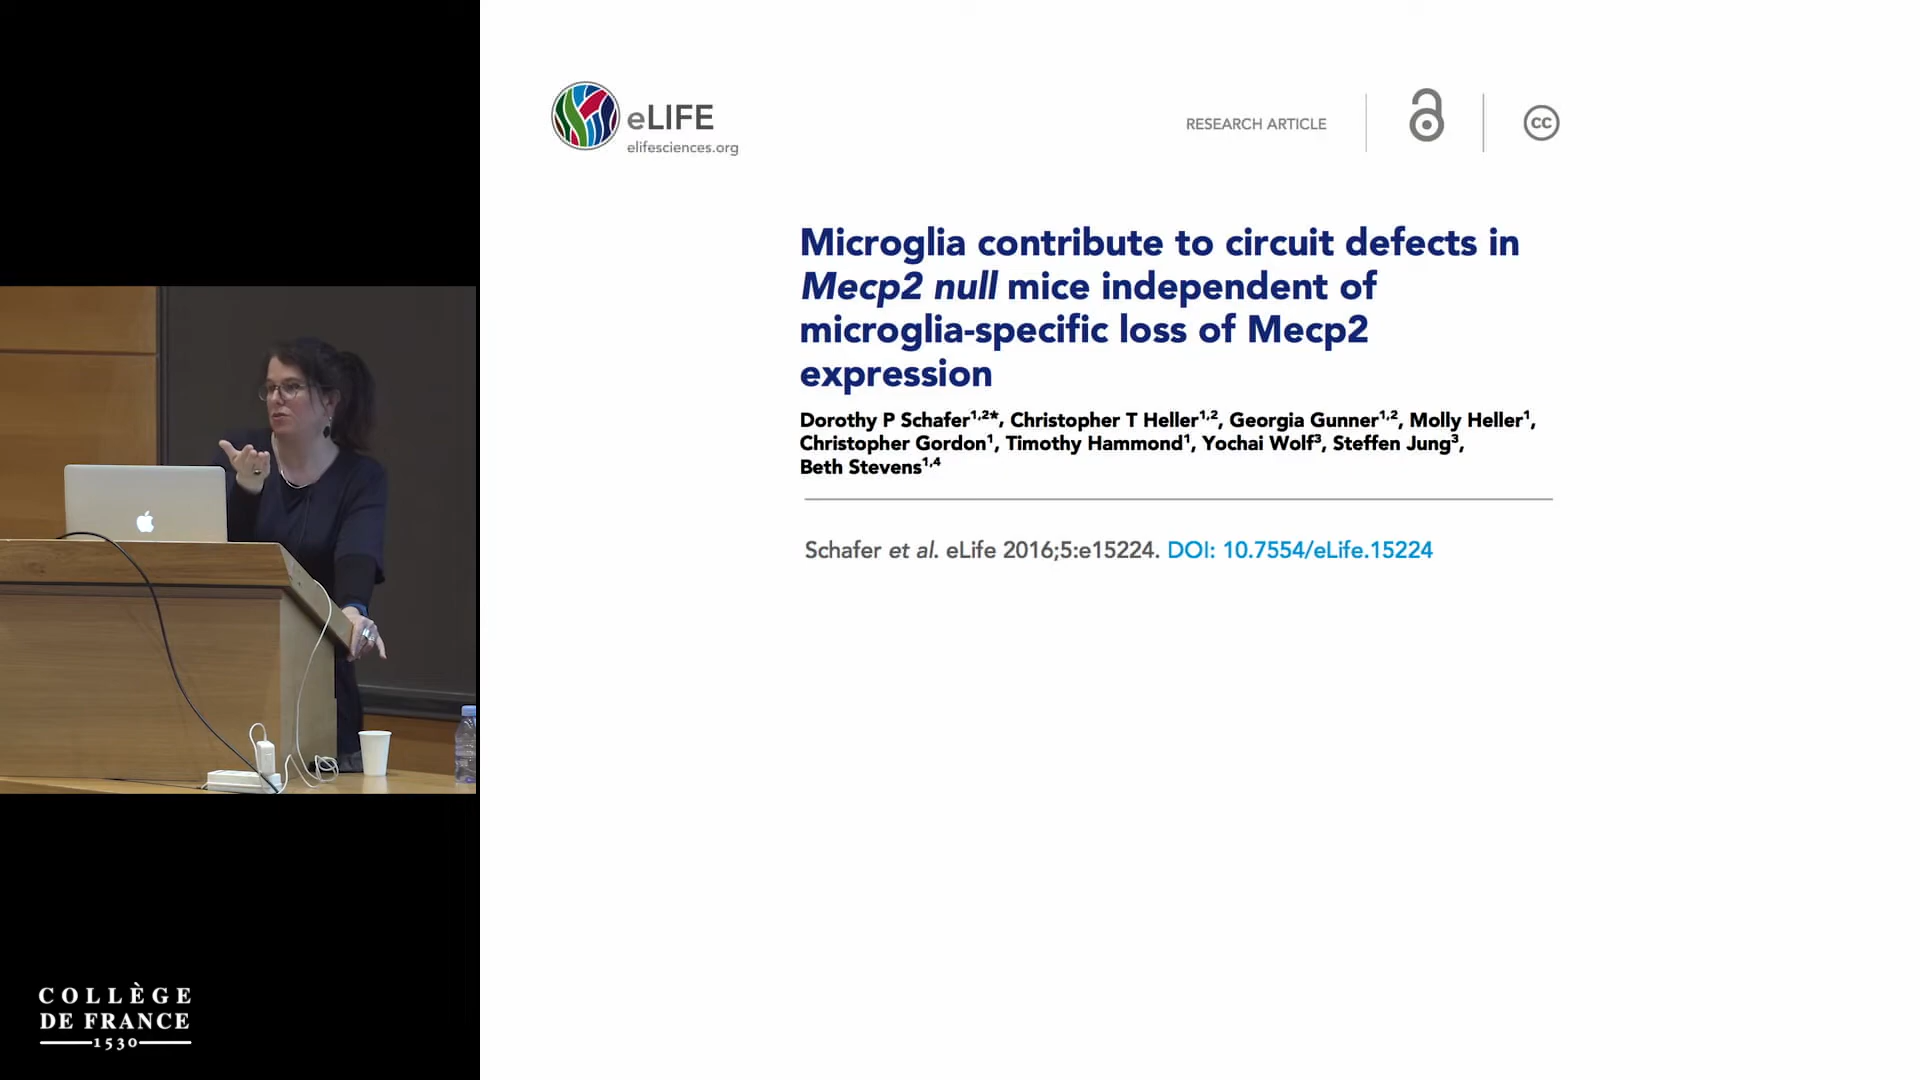 eLIFE
elifesciences.org
RESEARCH ARTICLE
cc
Microglia contribute to circuit defects in
Mecp2 null mice independent of
microglia-specific loss of Mecp2
expression
Dorothy P Schafer1,2*, Christopher T Heller1,2, Georgia Gunner1,2, Molly Heller1,
Christopher Gordon1, Timothy Hammond1, Yochai Wolf3, Steffen Jung3,
Beth Stevens1,4
Schafer et al. eLife 2016;5:e15224. DOI: 10.7554/eLife.15224
COLLÈGE
DE FRANCE
1530